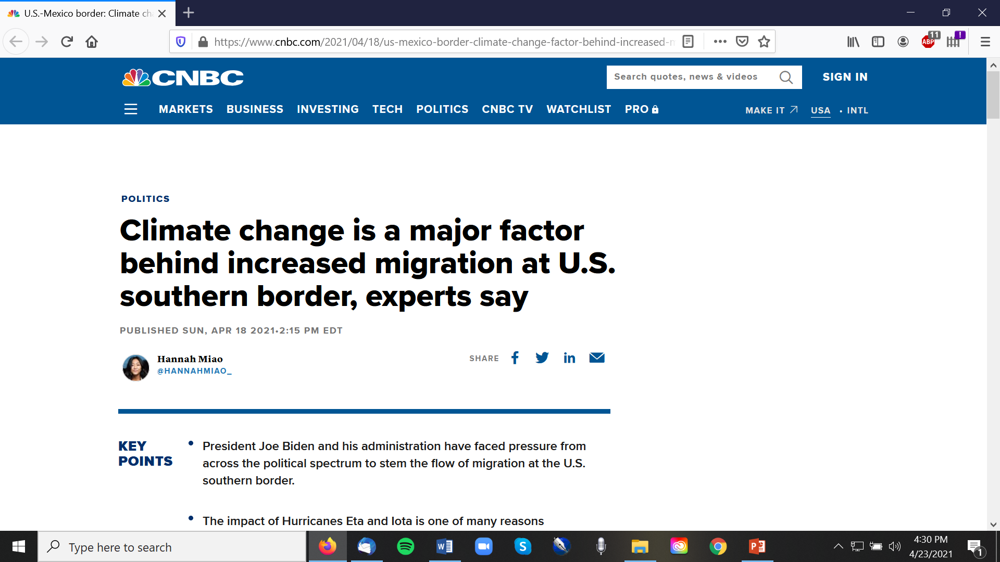 U.S.-Mexico border: Climate ch
https://www.cnbc.com/2021/04/18/us-mexico-border-climate-change-factor-behind-increased-m
ABP
11
!
CNBC
Search quotes, news & videos
SIGN IN
MARKETS BUSINESS INVESTING TECH POLITICS CNBC TV WATCHLIST PRO
MAKE IT USA • INTL
POLITICS
Climate change is a major factor
behind increased migration at U.S.
southern border, experts say
PUBLISHED SUN, APR 18 2021•2:15 PM EDT
Hannah Miao
@HANNAHMIAO_
SHARE
KEY
POINTS
• President Joe Biden and his administration have faced pressure from
across the political spectrum to stem the flow of migration at the U.S.
southern border.
• The impact of Hurricanes Eta and Iota is one of many reasons
Type here to search
4:30 PM
4/23/2021
1